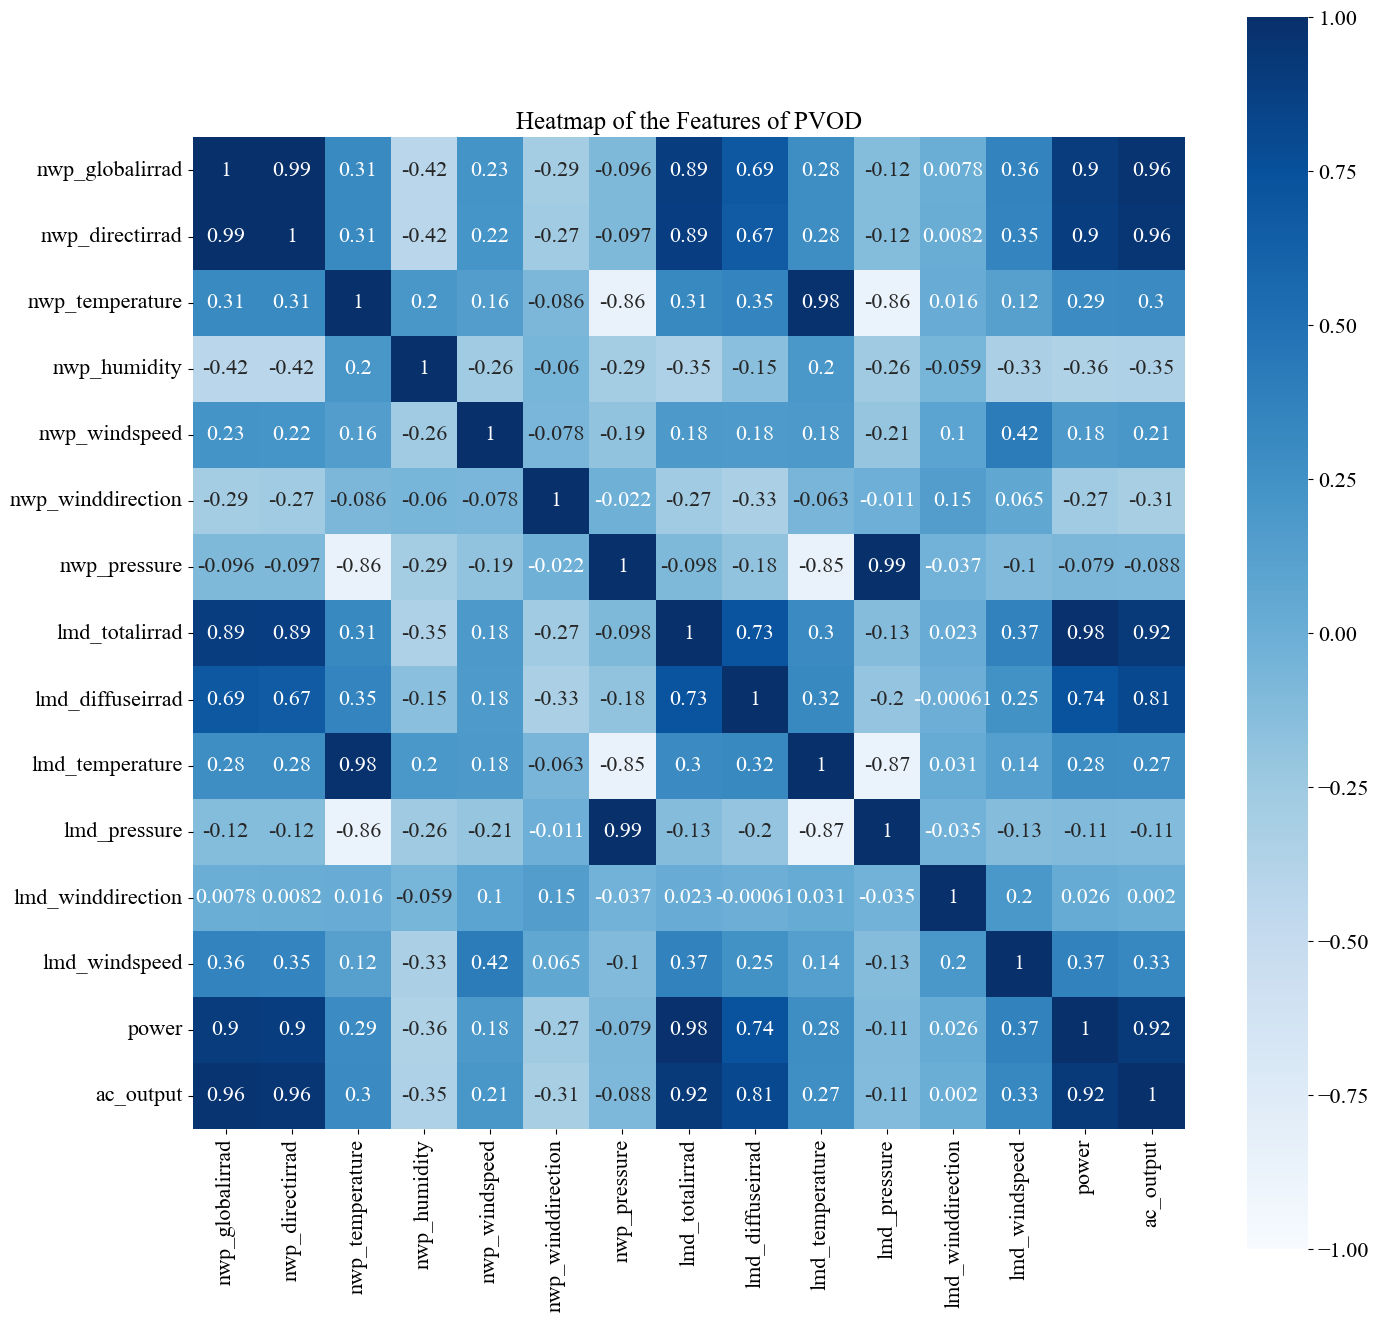 Heatmap of the Features of PVOD
nwp_globalirrad 1 0.99 0.31 -0.42 0.23 -0.29 -0.096 0.89 0.69 0.28 -0.12 0.0078 0.36 0.9 0.96
nwp_directirrad 0.99 1 0.31 -0.42 0.22 -0.27 -0.097 0.89 0.67 0.28 -0.12 0.0082 0.35 0.9 0.96
nwp_temperature 0.31 0.31 1 0.2 0.16 -0.086 -0.86 0.31 0.35 0.98 -0.86 0.016 0.12 0.29 0.3
nwp_humidity -0.42 -0.42 0.2 1 -0.26 -0.06 -0.29 -0.35 -0.15 0.2 -0.26 -0.059 -0.33 -0.36 -0.35
nwp_windspeed 0.23 0.22 0.16 -0.26 1 -0.078 -0.19 0.18 0.18 0.18 -0.21 0.1 0.42 0.18 0.21
nwp_winddirection -0.29 -0.27 -0.086 -0.06 -0.078 1 -0.022 -0.27 -0.33 -0.063 -0.011 0.15 0.065 -0.27 -0.31
nwp_pressure -0.096 -0.097 -0.86 -0.29 -0.19 -0.022 1 -0.098 -0.18 -0.85 0.99 -0.037 -0.1 -0.079 -0.088
lmd_totalirrad 0.89 0.89 0.31 -0.35 0.18 -0.27 -0.098 1 0.73 0.3 -0.13 0.023 0.37 0.98 0.92
lmd_diffuseirrad 0.69 0.67 0.35 -0.15 0.18 -0.33 -0.18 0.73 1 0.32 -0.2 -0.00061 0.25 0.74 0.81
lmd_temperature 0.28 0.28 0.98 0.2 0.18 -0.063 -0.85 0.3 0.32 1 -0.87 0.031 0.14 0.28 0.27
lmd_pressure -0.12 -0.12 -0.86 -0.26 -0.21 -0.011 0.99 -0.13 -0.2 -0.87 1 -0.035 -0.13 -0.11 -0.11
lmd_winddirection 0.0078 0.0082 0.016 -0.059 0.1 0.15 -0.037 0.023 -0.00061 0.031 -0.035 1 0.2 0.026 0.002
lmd_windspeed 0.36 0.35 0.12 -0.33 0.42 0.065 -0.1 0.37 0.25 0.14 -0.13 0.2 1 0.37 0.33
power 0.9 0.9 0.29 -0.36 0.18 -0.27 -0.079 0.98 0.74 0.28 -0.11 0.026 0.37 1 0.92
ac_output 0.96 0.96 0.3 -0.35 0.21 -0.31 -0.088 0.92 0.81 0.27 -0.11 0.002 0.33 0.92 1
nwp_globalirrad
nwp_directirrad
nwp_temperature
nwp_humidity
nwp_windspeed
nwp_winddirection
nwp_pressure
lmd_totalirrad
lmd_diffuseirrad
lmd_temperature
lmd_pressure
lmd_winddirection
lmd_windspeed
power
ac_output
1.00
0.75
0.50
0.25
0.00
−0.25
−0.50
−0.75
−1.00